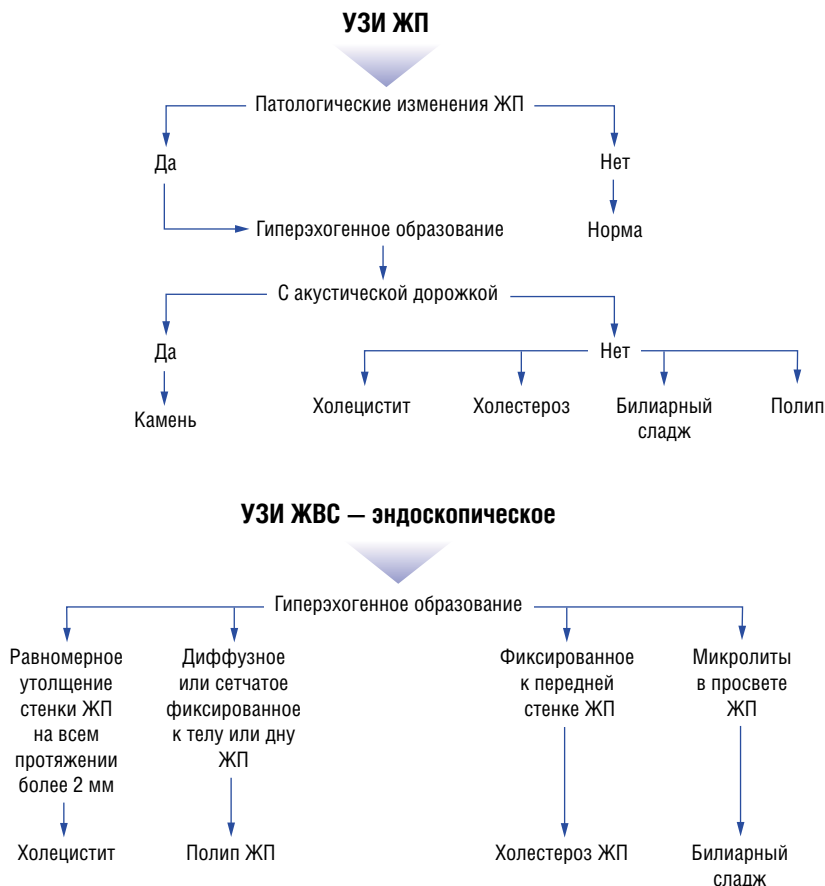 УЗИ ЖП
Патологические изменения ЖП
Да
Нет
Гиперэхогенное образование
Норма
С акустической дорожкой
Да
Нет
Камень
Холецистит
Холестероз
Билиарный
сладж
Полип
УЗИ ЖВС — эндоскопическое
Гиперэхогенное образование
Равномерное
утолщение
стенки ЖП
на всем
протяжении
более 2 мм
Диффузное
или сетчатое
фиксированное
к телу или дну
ЖП
Фиксированное
к передней
стенке ЖП
Микролиты
в просвете
ЖП
Холецистит
Полип ЖП
Холестероз ЖП
Билиарный
сладж